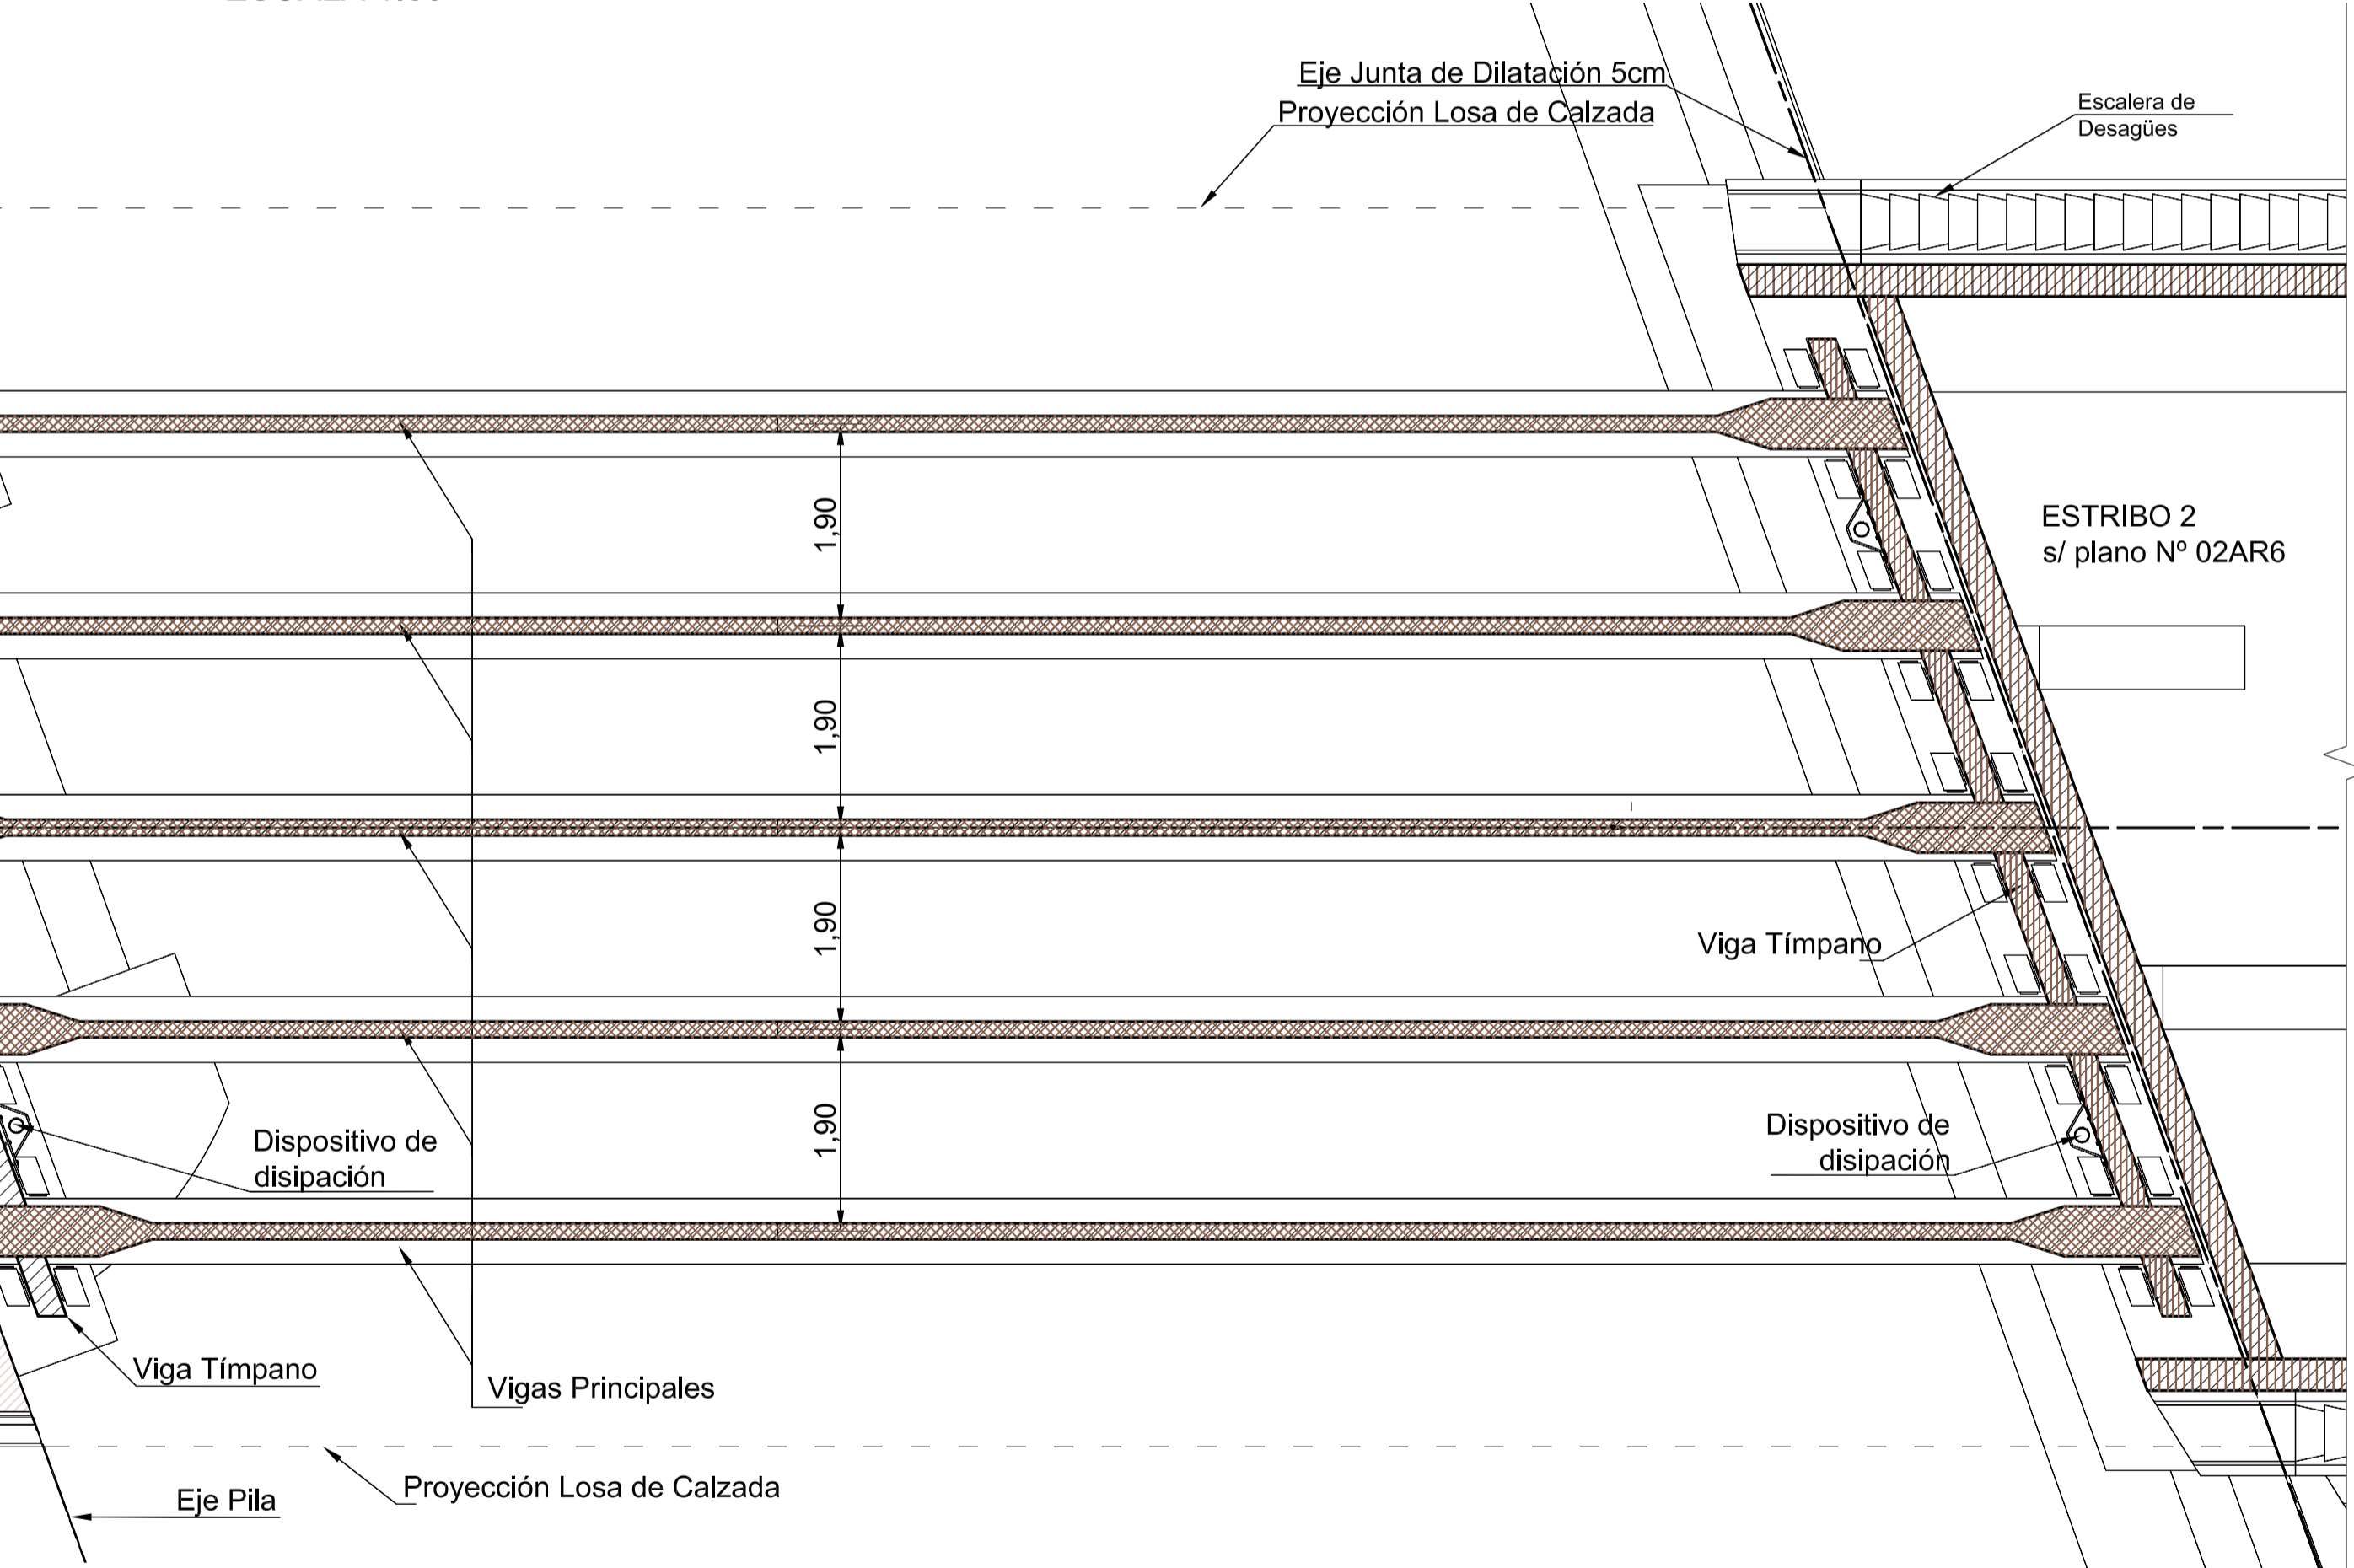 Eje Junta de Dilatación 5cm
Proyección Losa de Calzada
Escalera de
Desagües
1,90
ESTRIBO 2
s/ plano Nº 02AR6
1,90
1,90
Viga Tímpano
1,90
Dispositivo de
disipación
Dispositivo de
disipación
Viga Tímpano
Vigas Principales
Proyección Losa de Calzada
Eje Pila